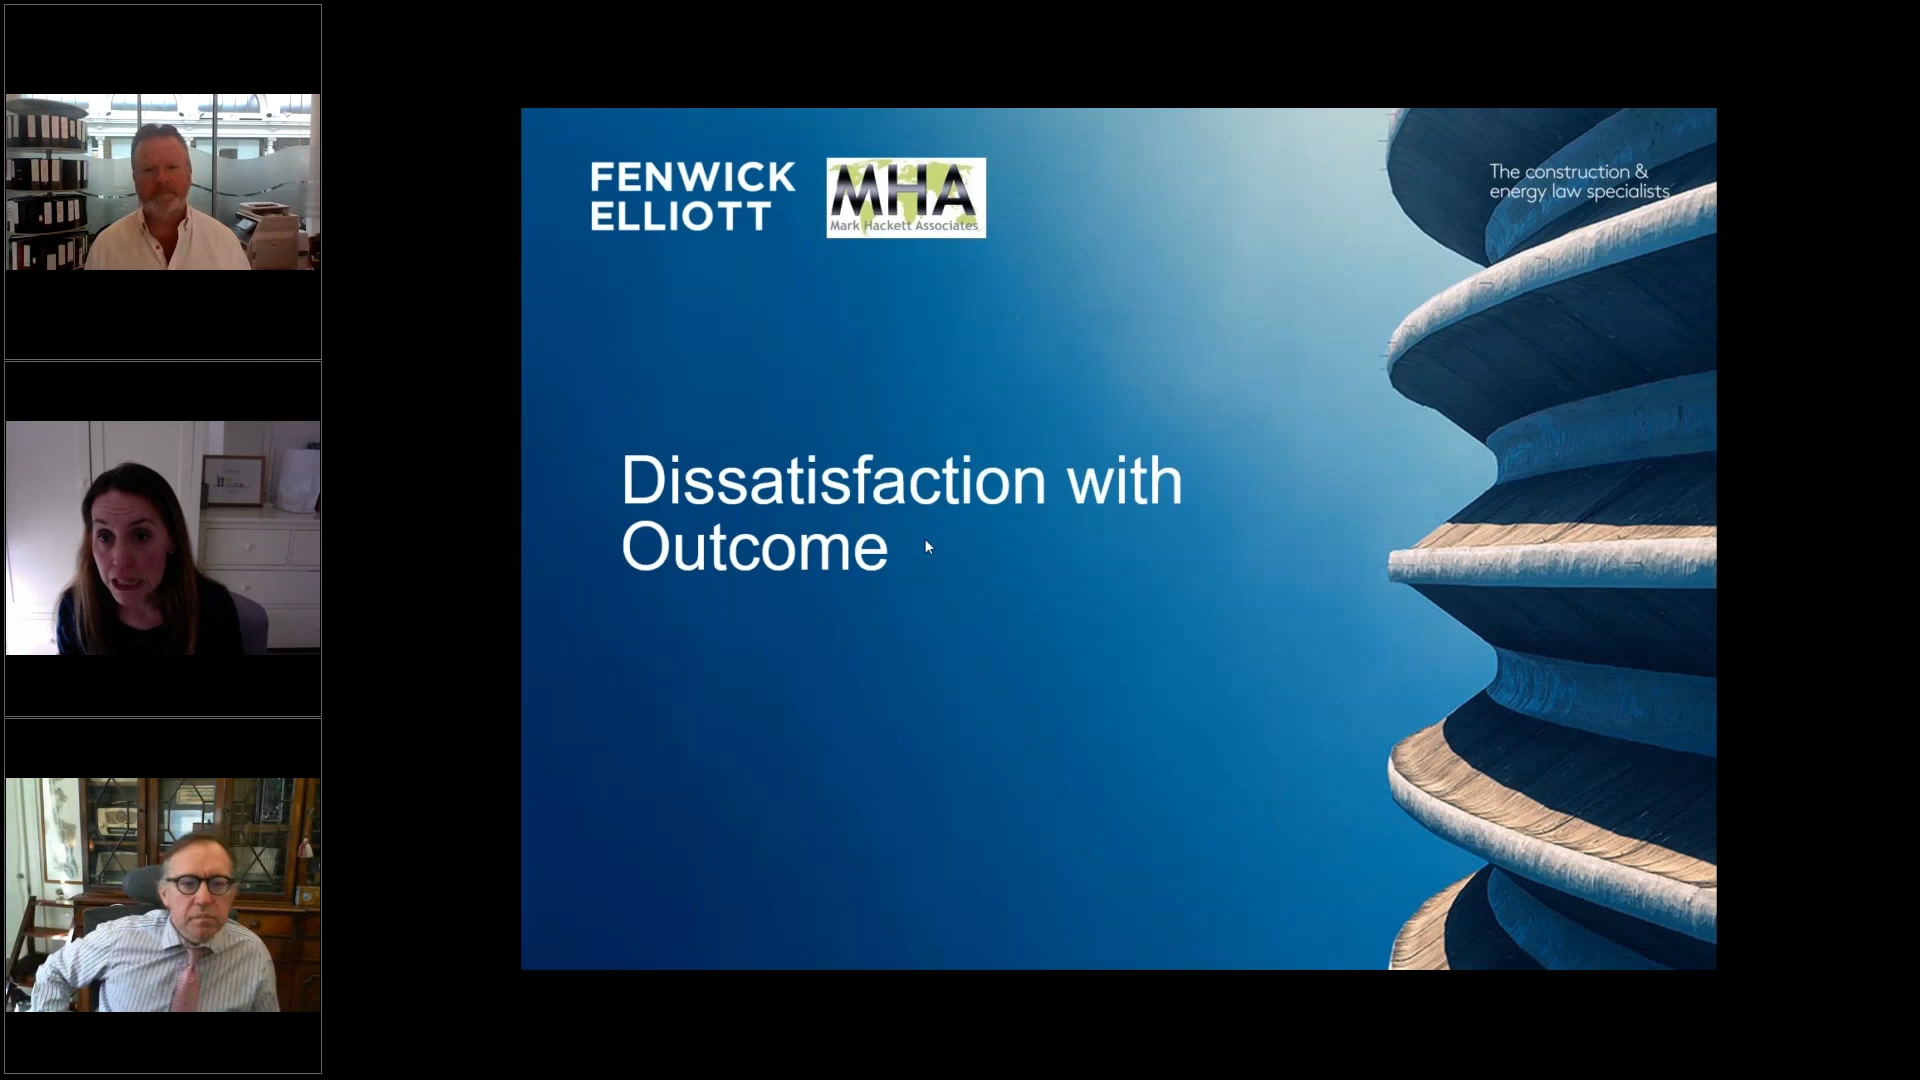 FENWICK
ELLIOTT
MHA
Mark Hackett Associates
The construction &
energy law specialists
Dissatisfaction with
Outcome